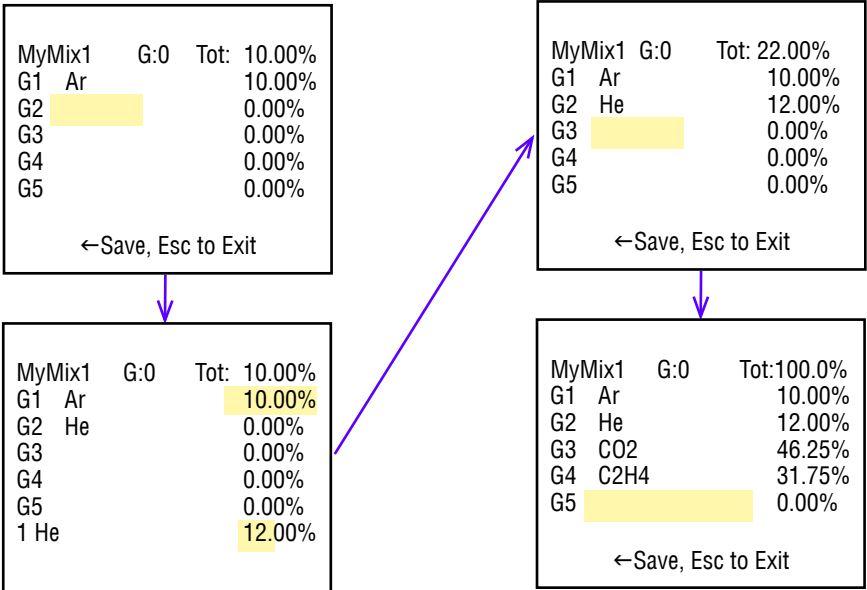 MyMix1 G:0 Tot: 10.00%
G1 Ar 10.00%
G2 0.00%
G3 0.00%
G4 0.00%
G5 0.00%
←Save, Esc to Exit
MyMix1 G:0 Tot: 10.00%
G1 Ar 10.00%
G2 He 0.00%
G3 0.00%
G4 0.00%
G5 0.00%
1 He 12.00%
MyMix1 G:0 Tot: 22.00%
G1 Ar 10.00%
G2 He 12.00%
G3 0.00%
G4 0.00%
G5 0.00%
←Save, Esc to Exit
MyMix1 G:0 Tot:100.0%
G1 Ar 10.00%
G2 He 12.00%
G3 CO2 46.25%
G4 C2H4 31.75%
G5 0.00%
←Save, Esc to Exit